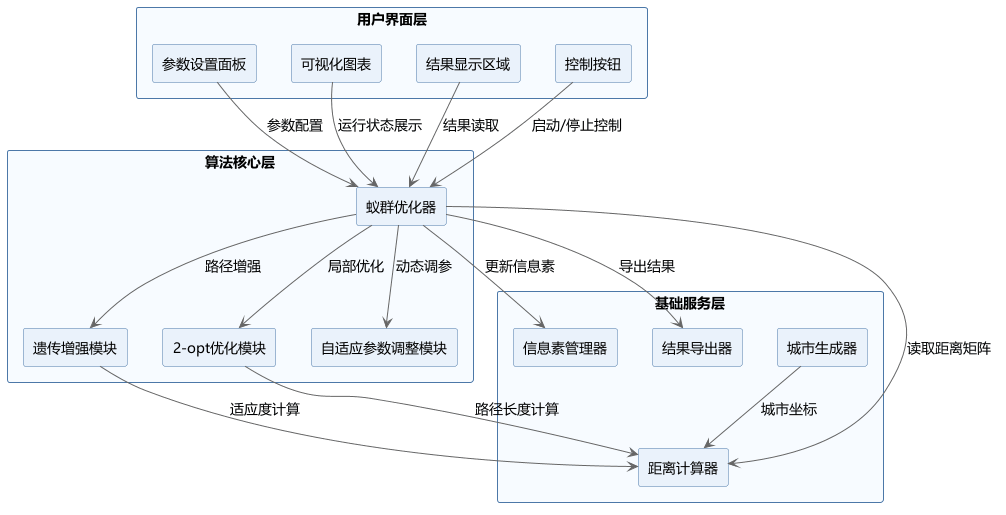 用户界面层
参数设置面板
可视化图表
结果显示区域
控制按钮
参数配置
运行状态展示
结果读取
启动/停止控制
算法核心层
蚁群优化器
路径增强
局部优化
动态调参
更新信息素
导出结果
基础服务层
遗传增强模块
2-opt优化模块
自适应参数调整模块
信息素管理器
结果导出器
城市生成器
读取距离矩阵
适应度计算
路径长度计算
城市坐标
距离计算器